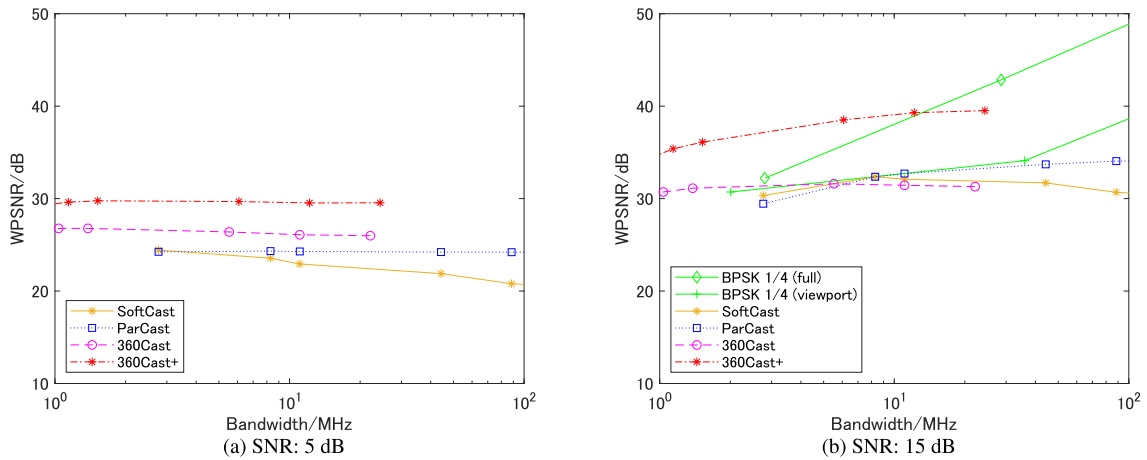 50
40
30
20
10
WPSNR/dB
SoftCast
ParCast
360Cast
360Cast+
10^0
10^1
10^2
Bandwidth/MHz
(a) SNR: 5 dB
50
40
30
20
10
WPSNR/dB
BPSK 1/4 (full)
BPSK 1/4 (viewport)
SoftCast
ParCast
360Cast
360Cast+
10^0
10^1
10^2
Bandwidth/MHz
(b) SNR: 15 dB